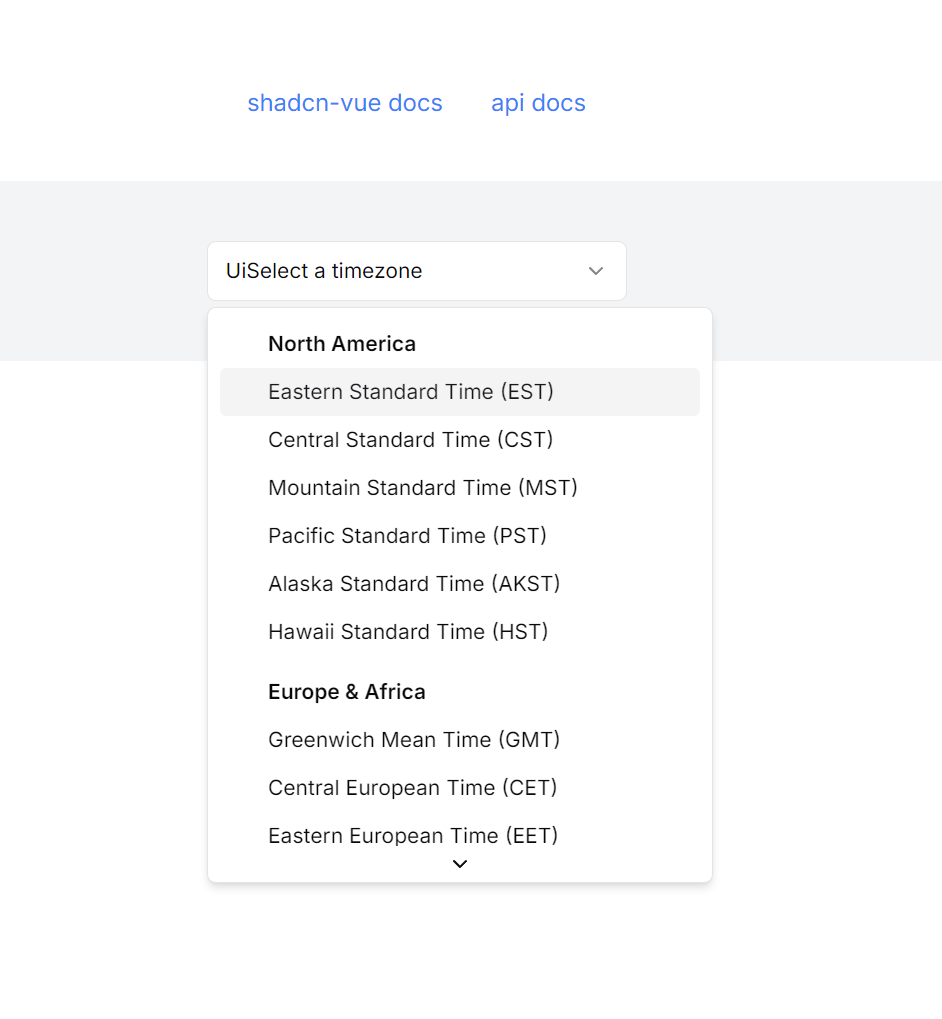 shadcn-vue docs api docs
UiSelect a timezone
North America
Eastern Standard Time (EST)
Central Standard Time (CST)
Mountain Standard Time (MST)
Pacific Standard Time (PST)
Alaska Standard Time (AKST)
Hawaii Standard Time (HST)
Europe & Africa
Greenwich Mean Time (GMT)
Central European Time (CET)
Eastern European Time (EET)